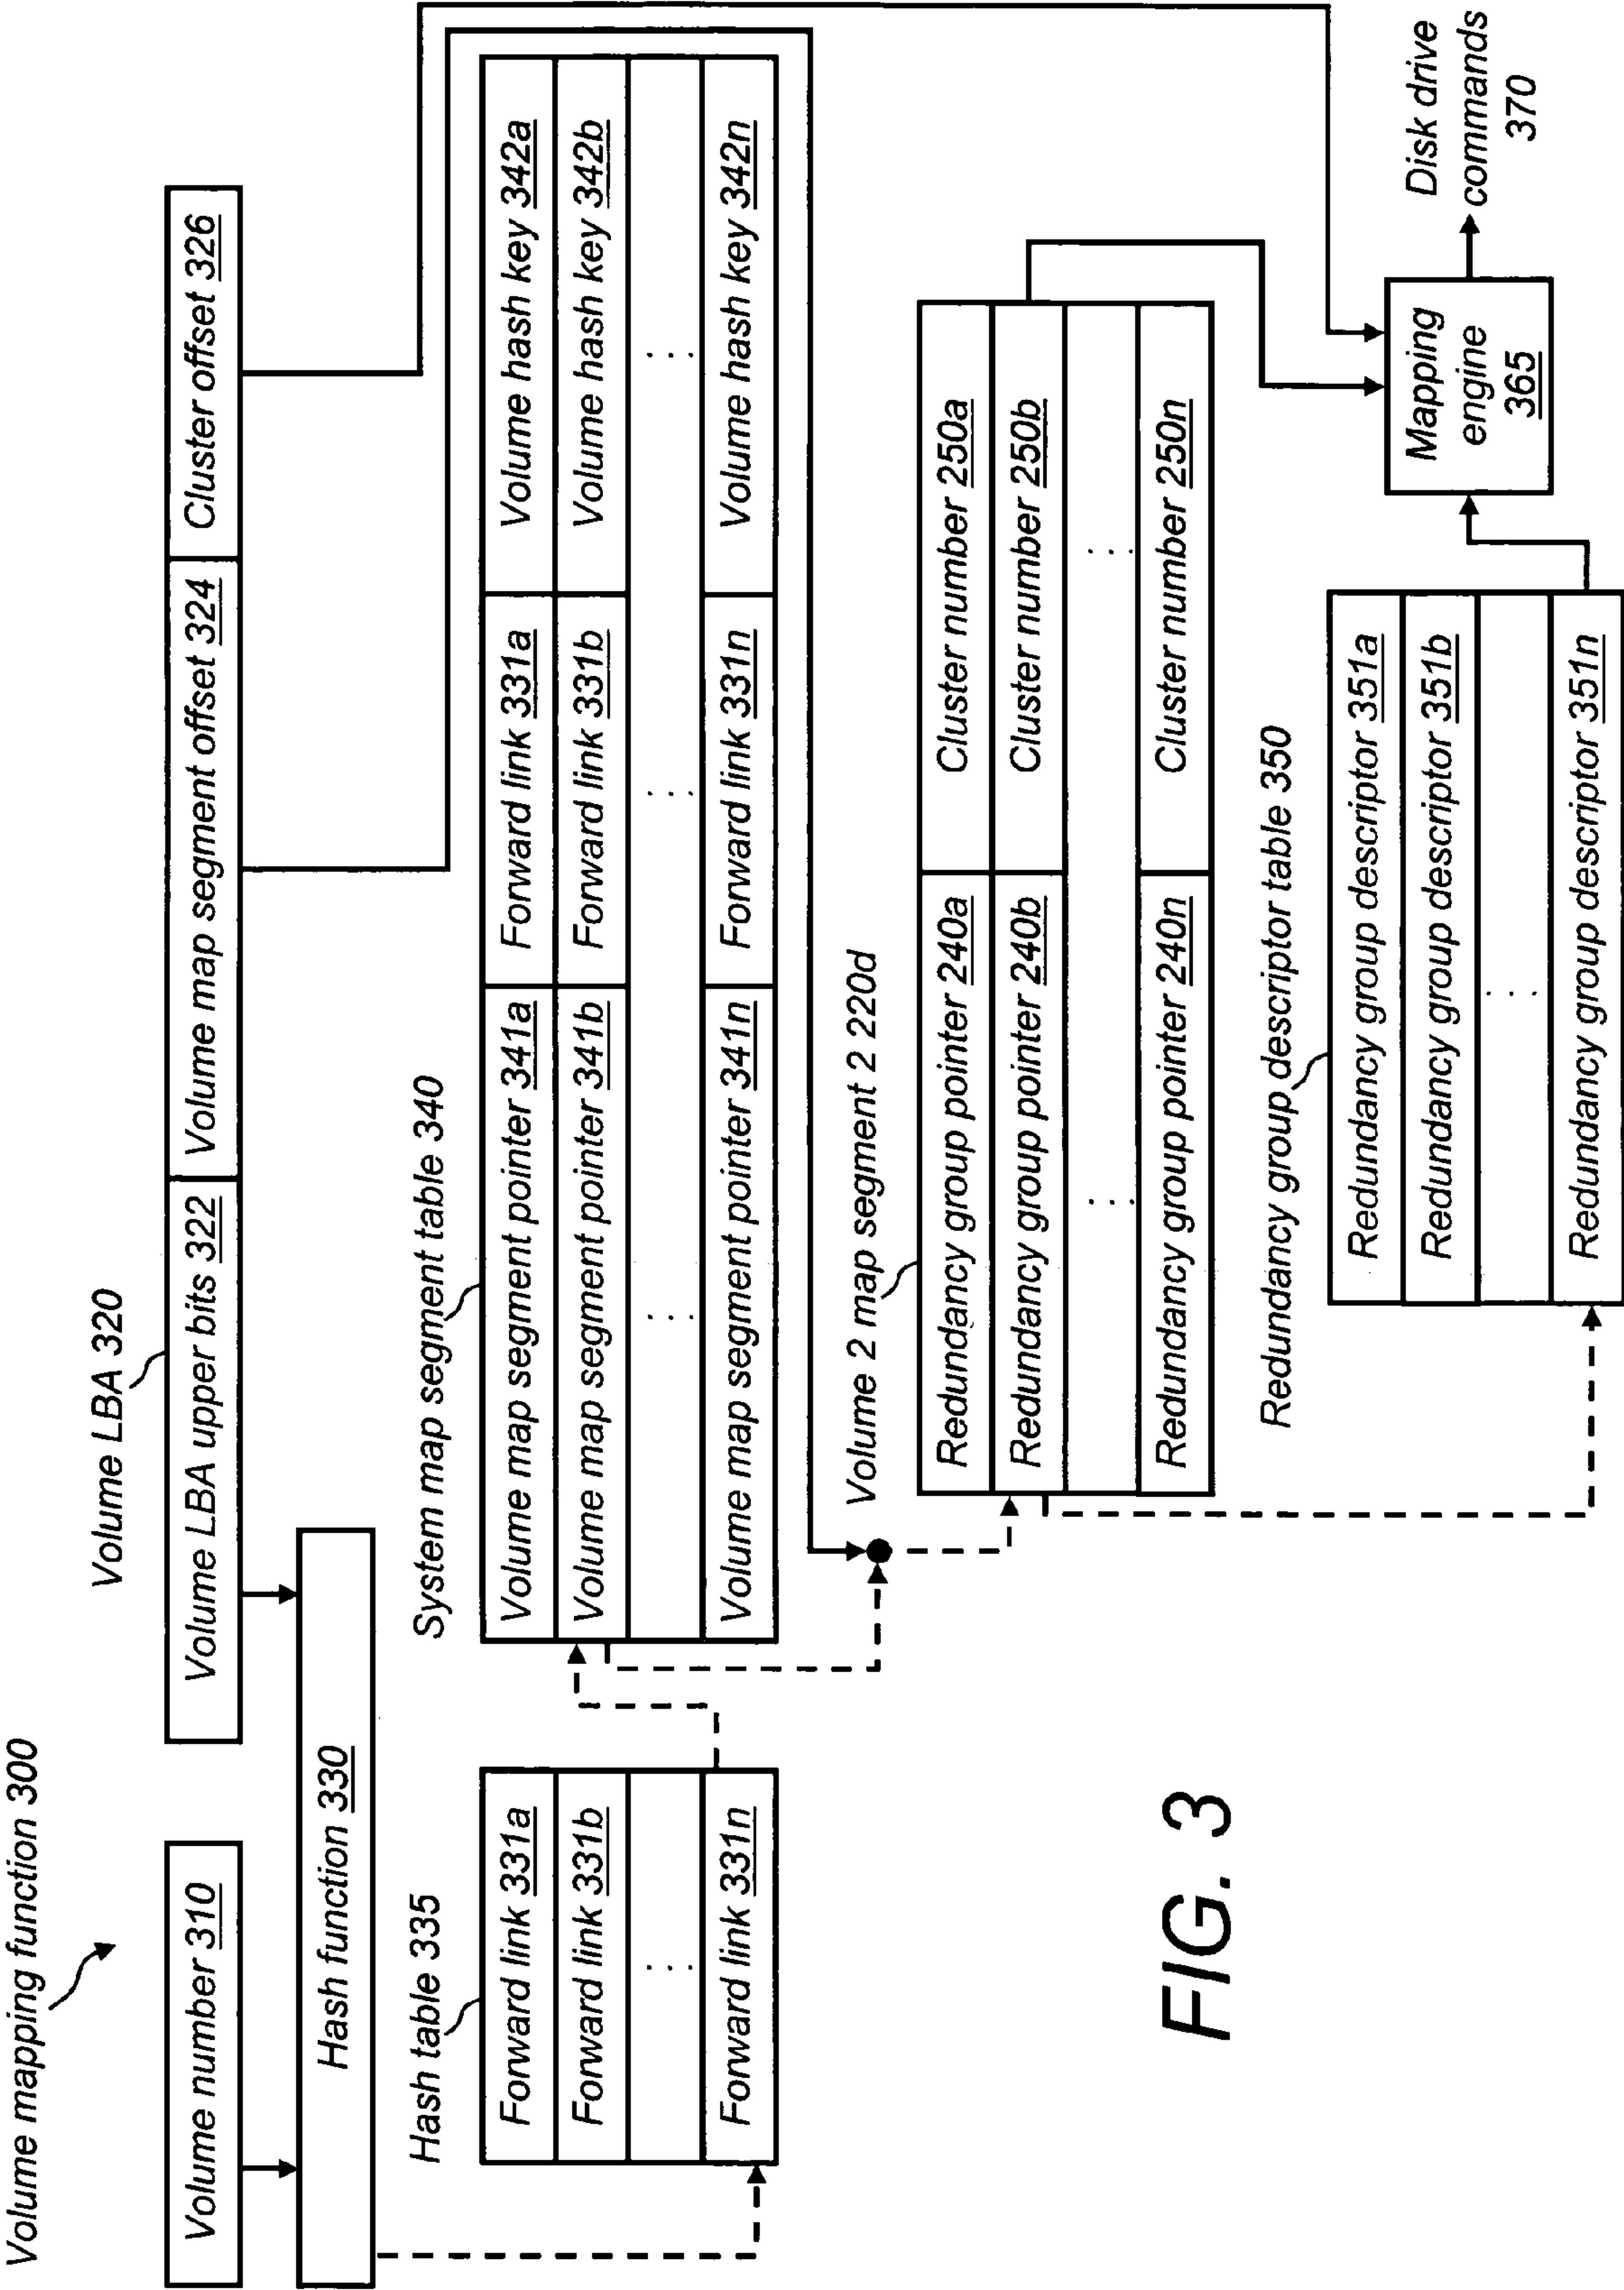 Volume mapping function 300
Volume LBA 320
Volume number 310
Volume LBA upper bits 322
Volume map segment offset 324
Cluster offset 326
Hash function 330
Hash table 335
Forward link 331a
Forward link 331b
...
Forward link 331n
System map segment table 340
Volume map segment pointer 341a
Forward link 331a
Volume hash key 342a
Volume map segment pointer 341b
Forward link 331b
Volume hash key 342b
...
...
...
Volume map segment pointer 341n
Forward link 331n
Volume hash key 342n
Volume 2 map segment 2 220d
Redundancy group pointer 240a
Cluster number 250a
Redundancy group pointer 240b
Cluster number 250b
...
...
Redundancy group pointer 240n
Cluster number 250n
Redundancy group descriptor table 350
Redundancy group descriptor 351a
Redundancy group descriptor 351b
...
Redundancy group descriptor 351n
Mapping
engine
365
Disk drive
commands
370
FIG. 3